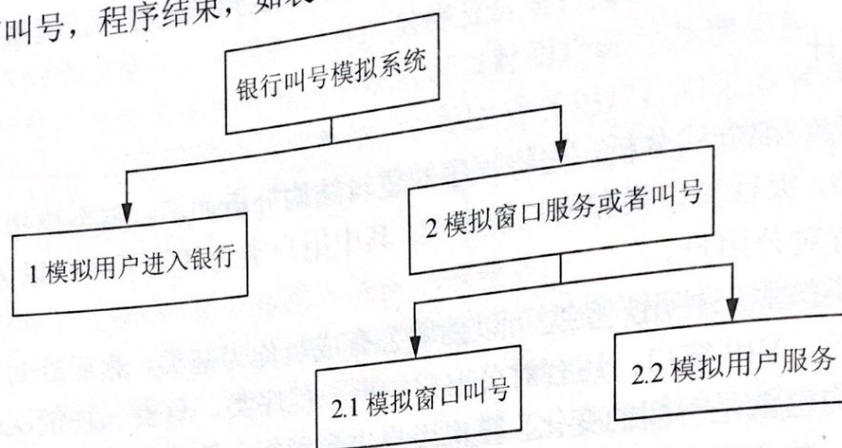 叫号，程序结束，如
银行叫号模拟系统
1 模拟用户进入银行
2 模拟窗口服务或者叫号
2.1 模拟窗口叫号
2.2 模拟用户服务